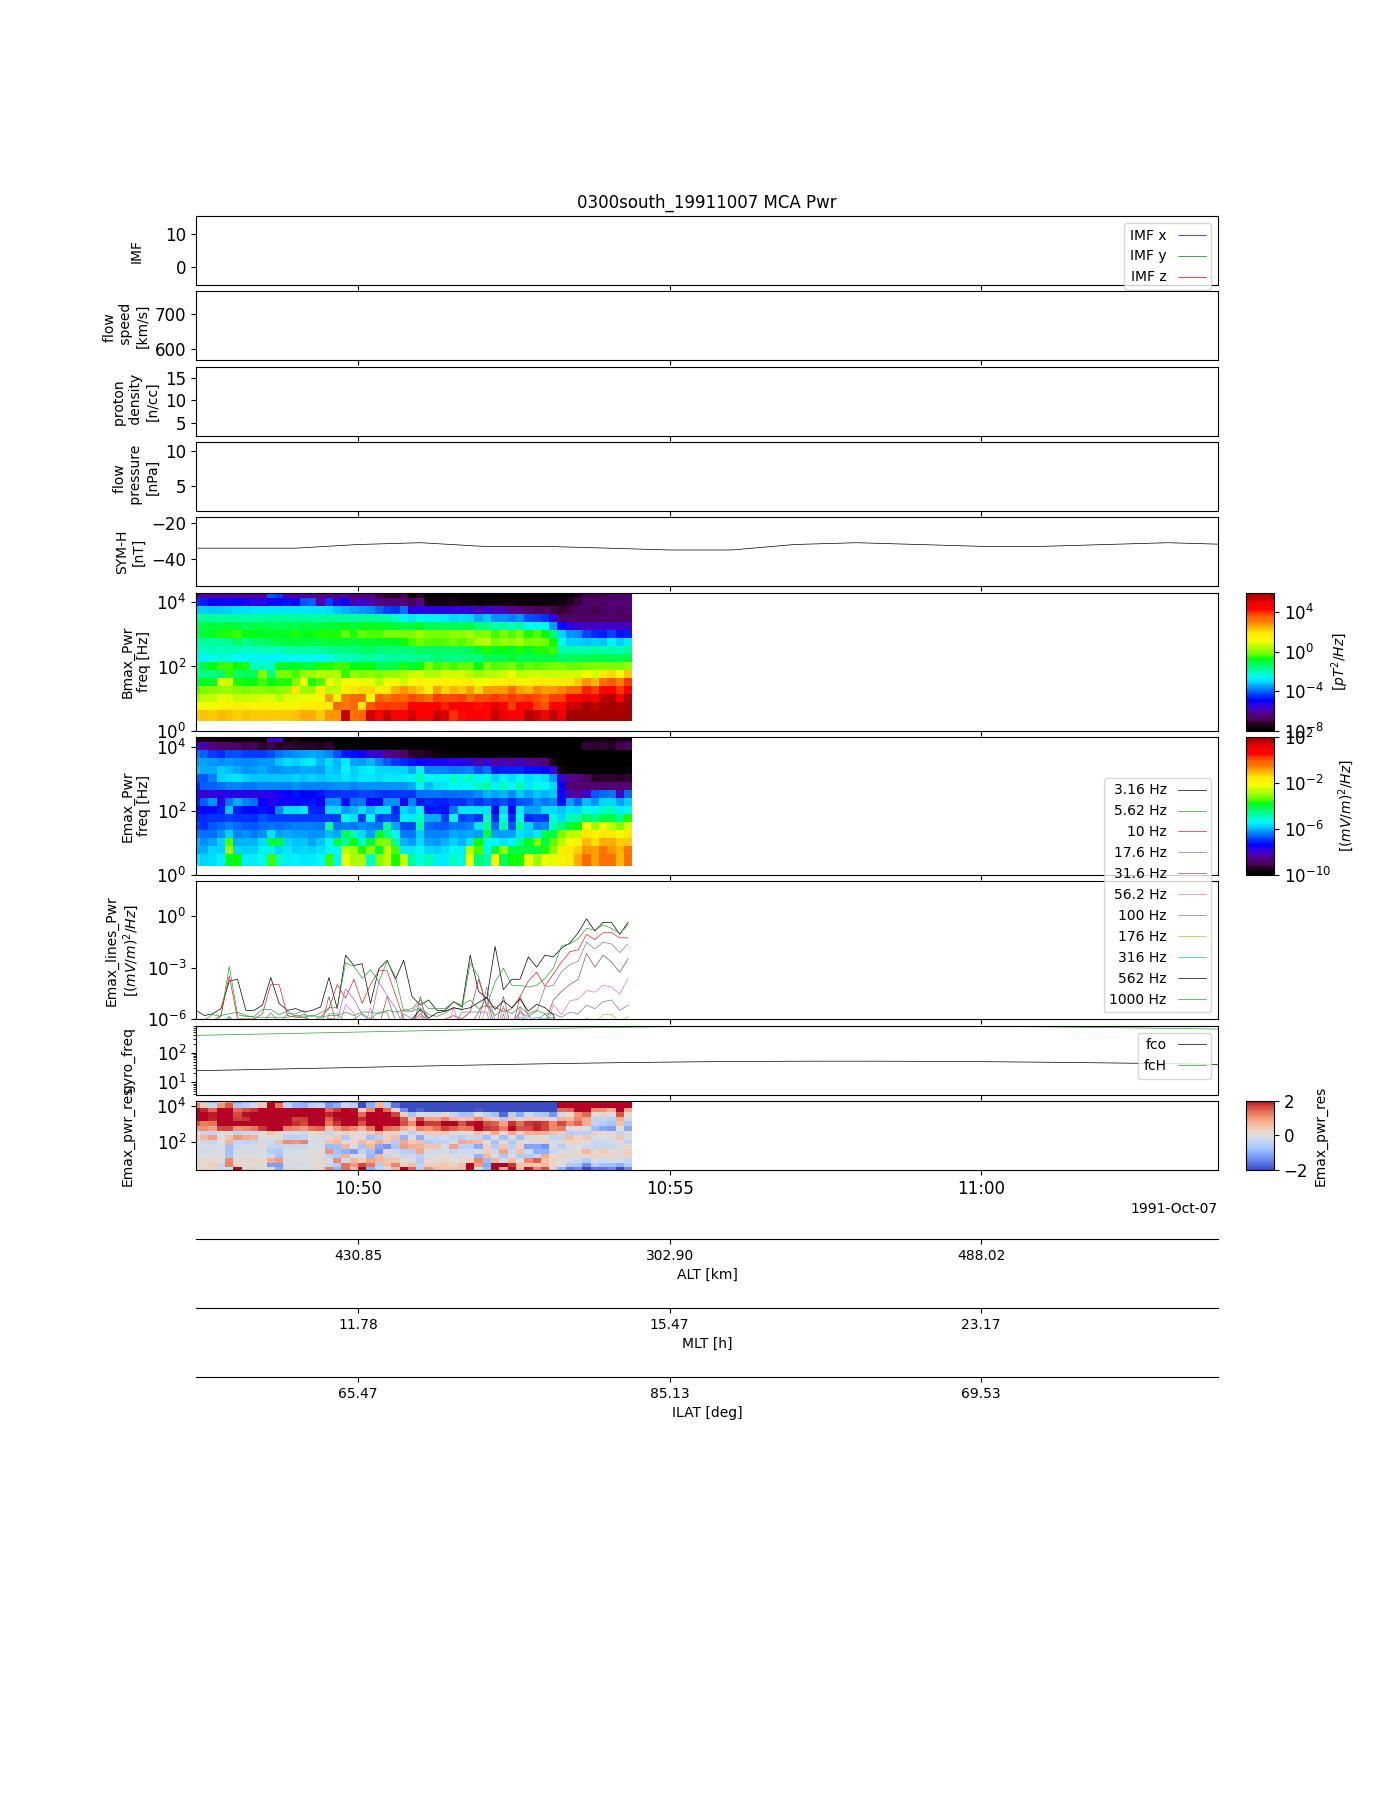 0300south_19911007 MCA Pwr
IMF
10
0
IMF x
IMF y
IMF z
flow
speed
[km/s]
700
600
proton
density
[n/cc]
15
10
5
flow
pressure
[nPa]
10
5
SYM-H
[nT]
−20
−40
Bmax_Pwr
freq [Hz]
10^4
10^2
10^0
10^4
10^0
10^−4
10^−8
[pT^2/Hz]
Emax_Pwr
freq [Hz]
10^4
10^2
10^0
10^2
10^−2
10^−6
10^−10
[(mV/m)^2/Hz]
3.16 Hz
5.62 Hz
10 Hz
17.6 Hz
31.6 Hz
56.2 Hz
100 Hz
176 Hz
316 Hz
562 Hz
1000 Hz
Emax_lines_Pwr
[(mV/m)^2/Hz]
10^0
10^−3
10^−6
gyro_freq
10^2
10^1
fco
fcH
Emax_pwr_res
10^4
10^2
2
0
−2
Emax_pwr_res
10:50 10:55 11:00
1991-Oct-07
430.85 302.90 488.02
ALT [km]
11.78 15.47 23.17
MLT [h]
65.47 85.13 69.53
ILAT [deg]